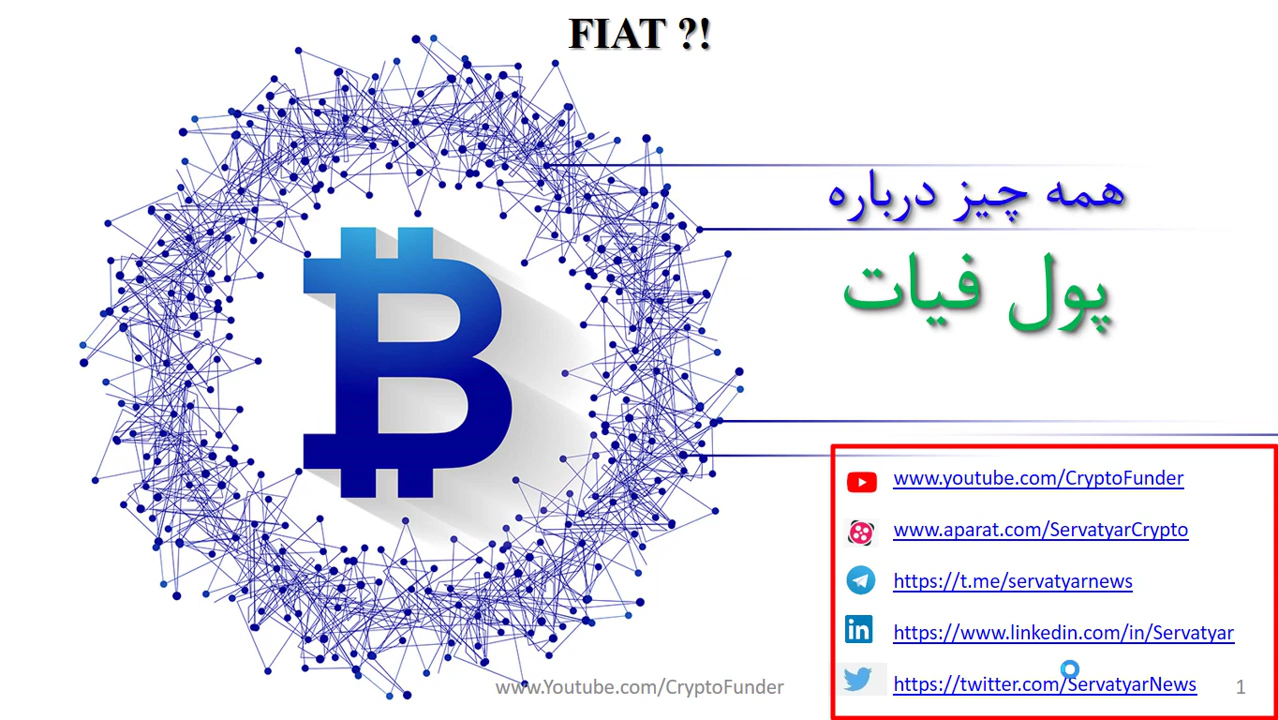 FIAT ?!
همه چیز درباره
پول فیات
www.youtube.com/CryptoFunder
www.aparat.com/ServatyarCrypto
https://t.me/servatyarnews
https://www.linkedin.com/in/Servatyar
https://twitter.com/ServatyarNews
www.Youtube.com/CryptoFunder
1